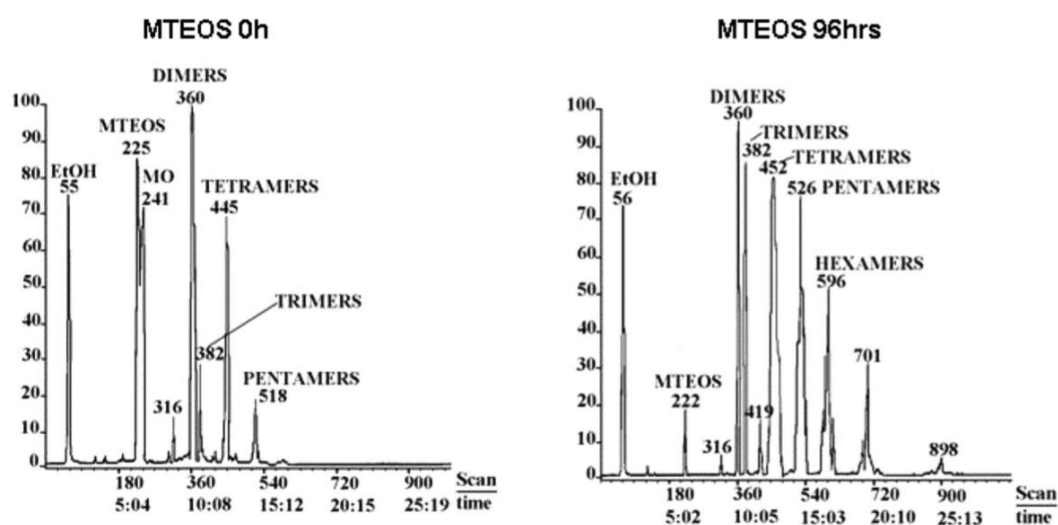 MTEOS 0h
DIMERS
360
100
90
80
70
60
50
40
30
20
10
0
MTEOS
225
EtOH
55
MO
241
TETRAMERS
445
TRIMERS
382
PENTAMERS
518
316
180 360 540 720 900 Scan
5:04 10:08 15:12 20:15 25:19 time
MTEOS 96hrs
DIMERS
360
100
90
80
70
60
50
40
30
20
10
0
TRIMERS
382
TETRAMERS
452
EtOH
56
526 PENTAMERS
HEXAMERS
596
701
MTEOS
222
419
316
898
180 360 540 720 900 Scan
5:02 10:05 15:03 20:10 25:13 time